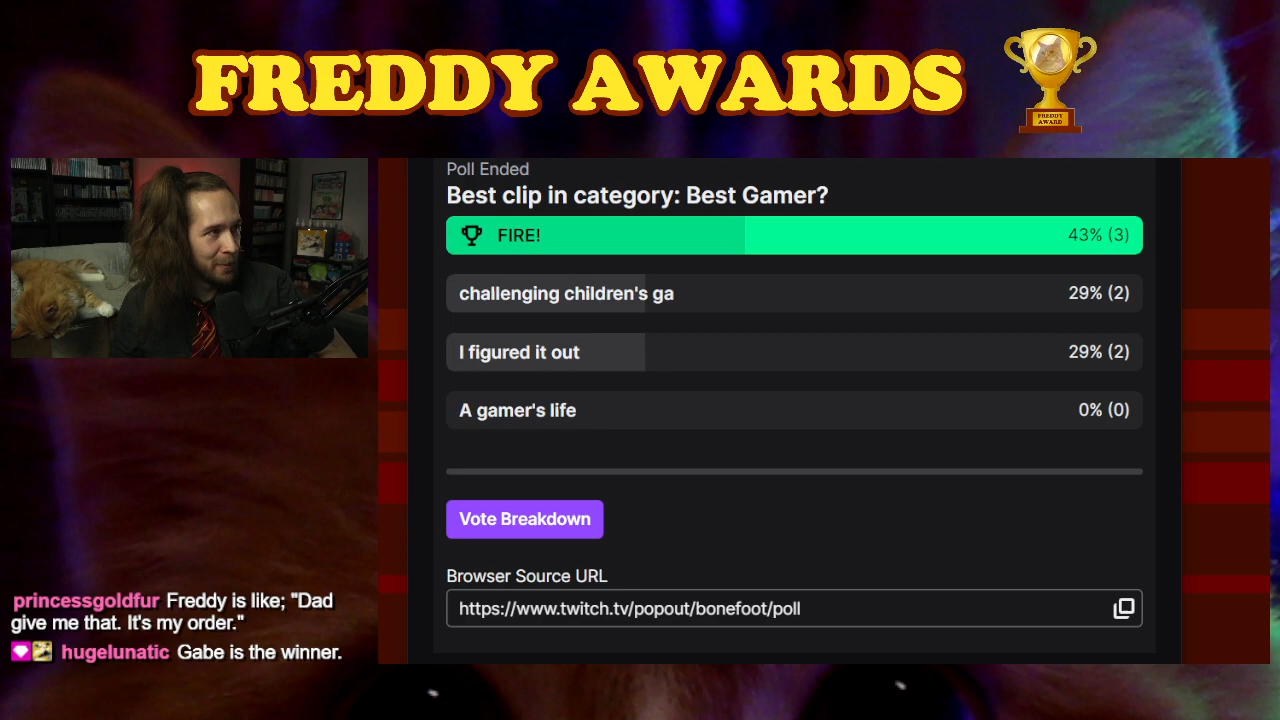 FREDDY AWARDS
FREDDY
AWARD
Poll Ended
Best clip in category: Best Gamer?
FIRE!
43% (3)
challenging children's ga
29% (2)
I figured it out
29% (2)
A gamer's life
0% (0)
Vote Breakdown
Browser Source URL
https://www.twitch.tv/popout/bonefoot/poll
princessgoldfur Freddy is like; "Dad
give me that. It's my order."
hugelunatic Gabe is the winner.